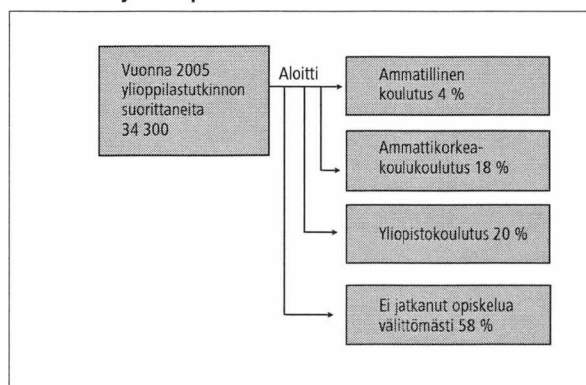 Vuonna 2005
ylioppilastutkinnon
suorittaneita
34 300
Aloitti
Ammatillinen
koulutus 4 %
Ammattikorkea-
koulukoulutus 18 %
Yliopistokoulutus 20 %
Ei jatkanut opiskelua
välittömästi 58 %